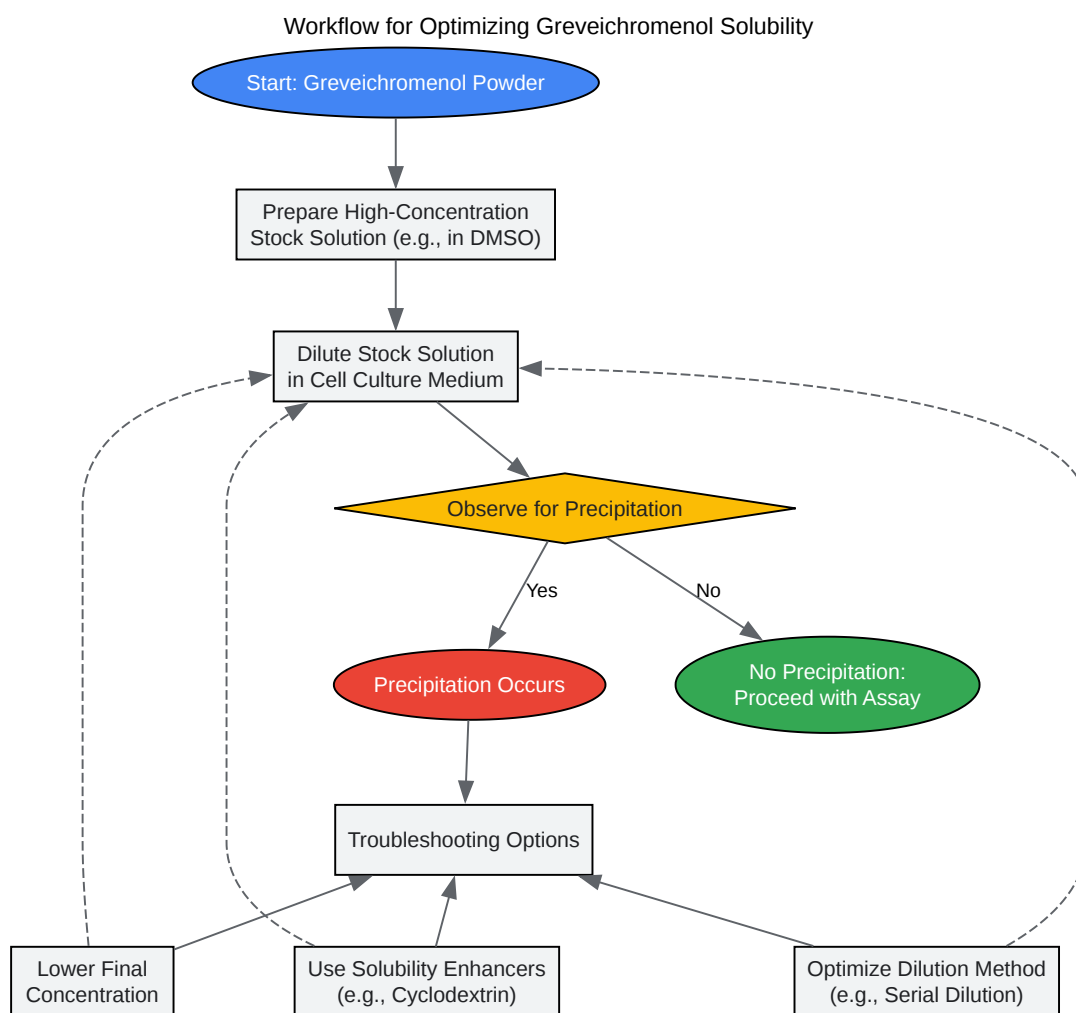 Workflow for Optimizing Greveichromenol Solubility
Start: Greveichromenol Powder
Prepare High-Concentration
Stock Solution (e.g., in DMSO)
Dilute Stock Solution
in Cell Culture Medium
Observe for Precipitation
Yes
No
Precipitation Occurs
No Precipitation:
Proceed with Assay
Troubleshooting Options
Lower Final
Concentration
Use Solubility Enhancers
(e.g., Cyclodextrin)
Optimize Dilution Method
(e.g., Serial Dilution)